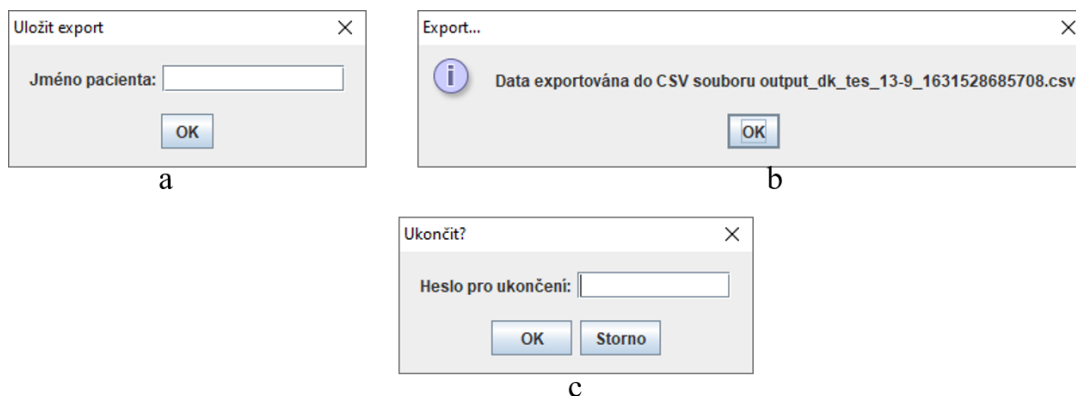 Uložit export
Jméno pacienta:
OK
a
Export...
Data exportována do CSV souboru output_dk_tes_13-9_1631528685708.csv
OK
b
Ukončit?
Heslo pro ukončení:
OK Storno
c